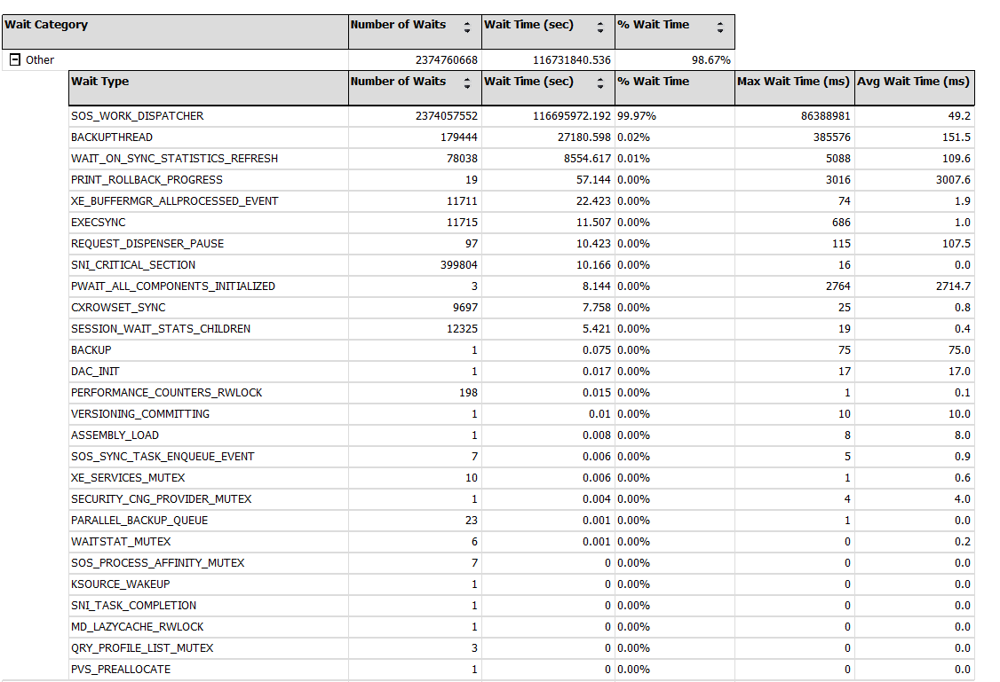 Wait Category Number of Waits Wait Time (sec) % Wait Time
Other 2374760668 116731840.536 98.67%
Wait Type Number of Waits Wait Time (sec) % Wait Time Max Wait Time (ms) Avg Wait Time (ms)
SOS_WORK_DISPATCHER 2374057552 116695972.192 99.97% 86388981 49.2
BACKUPTHREAD 179444 27180.598 0.02% 385576 151.5
WAIT_ON_SYNC_STATISTICS_REFRESH 78038 8554.617 0.01% 5088 109.6
PRINT_ROLLBACK_PROGRESS 19 57.144 0.00% 3016 3007.6
XE_BUFFERMGR_ALLPROCESSED_EVENT 11711 22.423 0.00% 74 1.9
EXECSYNC 11715 11.507 0.00% 686 1.0
REQUEST_DISPENSER_PAUSE 97 10.423 0.00% 115 107.5
SNI_CRITICAL_SECTION 399804 10.166 0.00% 16 0.0
PWAIT_ALL_COMPONENTS_INITIALIZED 3 8.144 0.00% 2764 2714.7
CXROWSET_SYNC 9697 7.758 0.00% 25 0.8
SESSION_WAIT_STATS_CHILDREN 12325 5.421 0.00% 19 0.4
BACKUP 1 0.075 0.00% 75 75.0
DAC_INIT 1 0.017 0.00% 17 17.0
PERFORMANCE_COUNTERS_RWLOCK 198 0.015 0.00% 1 0.1
VERSIONING_COMMITTING 1 0.01 0.00% 10 10.0
ASSEMBLY_LOAD 1 0.008 0.00% 8 8.0
SOS_SYNC_TASK_ENQUEUE_EVENT 7 0.006 0.00% 5 0.9
XE_SERVICES_MUTEX 10 0.006 0.00% 1 0.6
SECURITY_CNG_PROVIDER_MUTEX 1 0.004 0.00% 4 4.0
PARALLEL_BACKUP_QUEUE 23 0.001 0.00% 1 0.0
WAITSTAT_MUTEX 6 0.001 0.00% 0 0.2
SOS_PROCESS_AFFINITY_MUTEX 7 0 0.00% 0 0.0
KSOURCE_WAKEUP 1 0 0.00% 0 0.0
SNI_TASK_COMPLETION 1 0 0.00% 0 0.0
MD_LAZYCACHE_RWLOCK 1 0 0.00% 0 0.0
QRY_PROFILE_LIST_MUTEX 3 0 0.00% 0 0.0
PVS_PREALLOCATE 1 0 0.00% 0 0.0